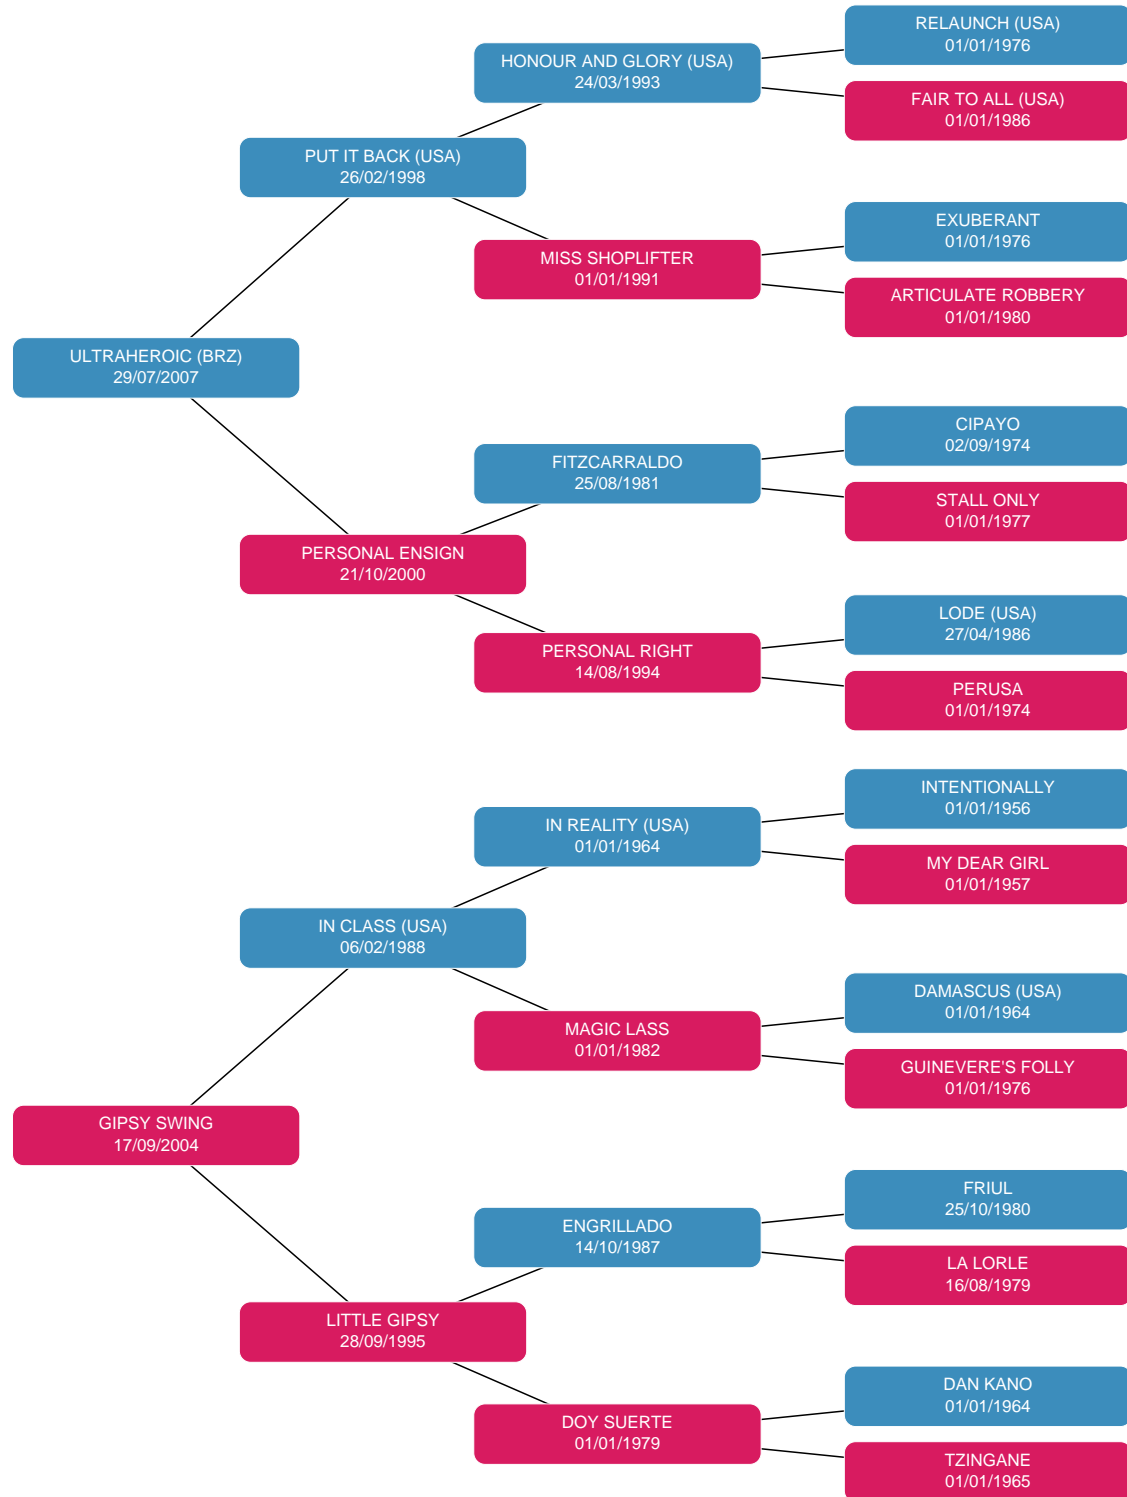 RELAUNCH (USA)
01/01/1976
HONOUR AND GLORY (USA)
24/03/1993
FAIR TO ALL (USA)
01/01/1986
PUT IT BACK (USA)
26/02/1998
EXUBERANT
01/01/1976
MISS SHOPLIFTER
01/01/1991
ARTICULATE ROBBERY
01/01/1980
ULTRAHEROIC (BRZ)
29/07/2007
CIPAYO
02/09/1974
FITZCARRALDO
25/08/1981
STALL ONLY
01/01/1977
PERSONAL ENSIGN
21/10/2000
LODE (USA)
27/04/1986
PERSONAL RIGHT
14/08/1994
PERUSA
01/01/1974
INTENTIONALLY
01/01/1956
IN REALITY (USA)
01/01/1964
MY DEAR GIRL
01/01/1957
IN CLASS (USA)
06/02/1988
DAMASCUS (USA)
01/01/1964
MAGIC LASS
01/01/1982
GUINEVERE'S FOLLY
01/01/1976
GIPSY SWING
17/09/2004
FRIUL
25/10/1980
ENGRILLADO
14/10/1987
LA LORLE
16/08/1979
LITTLE GIPSY
28/09/1995
DAN KANO
01/01/1964
DOY SUERTE
01/01/1979
TZINGANE
01/01/1965